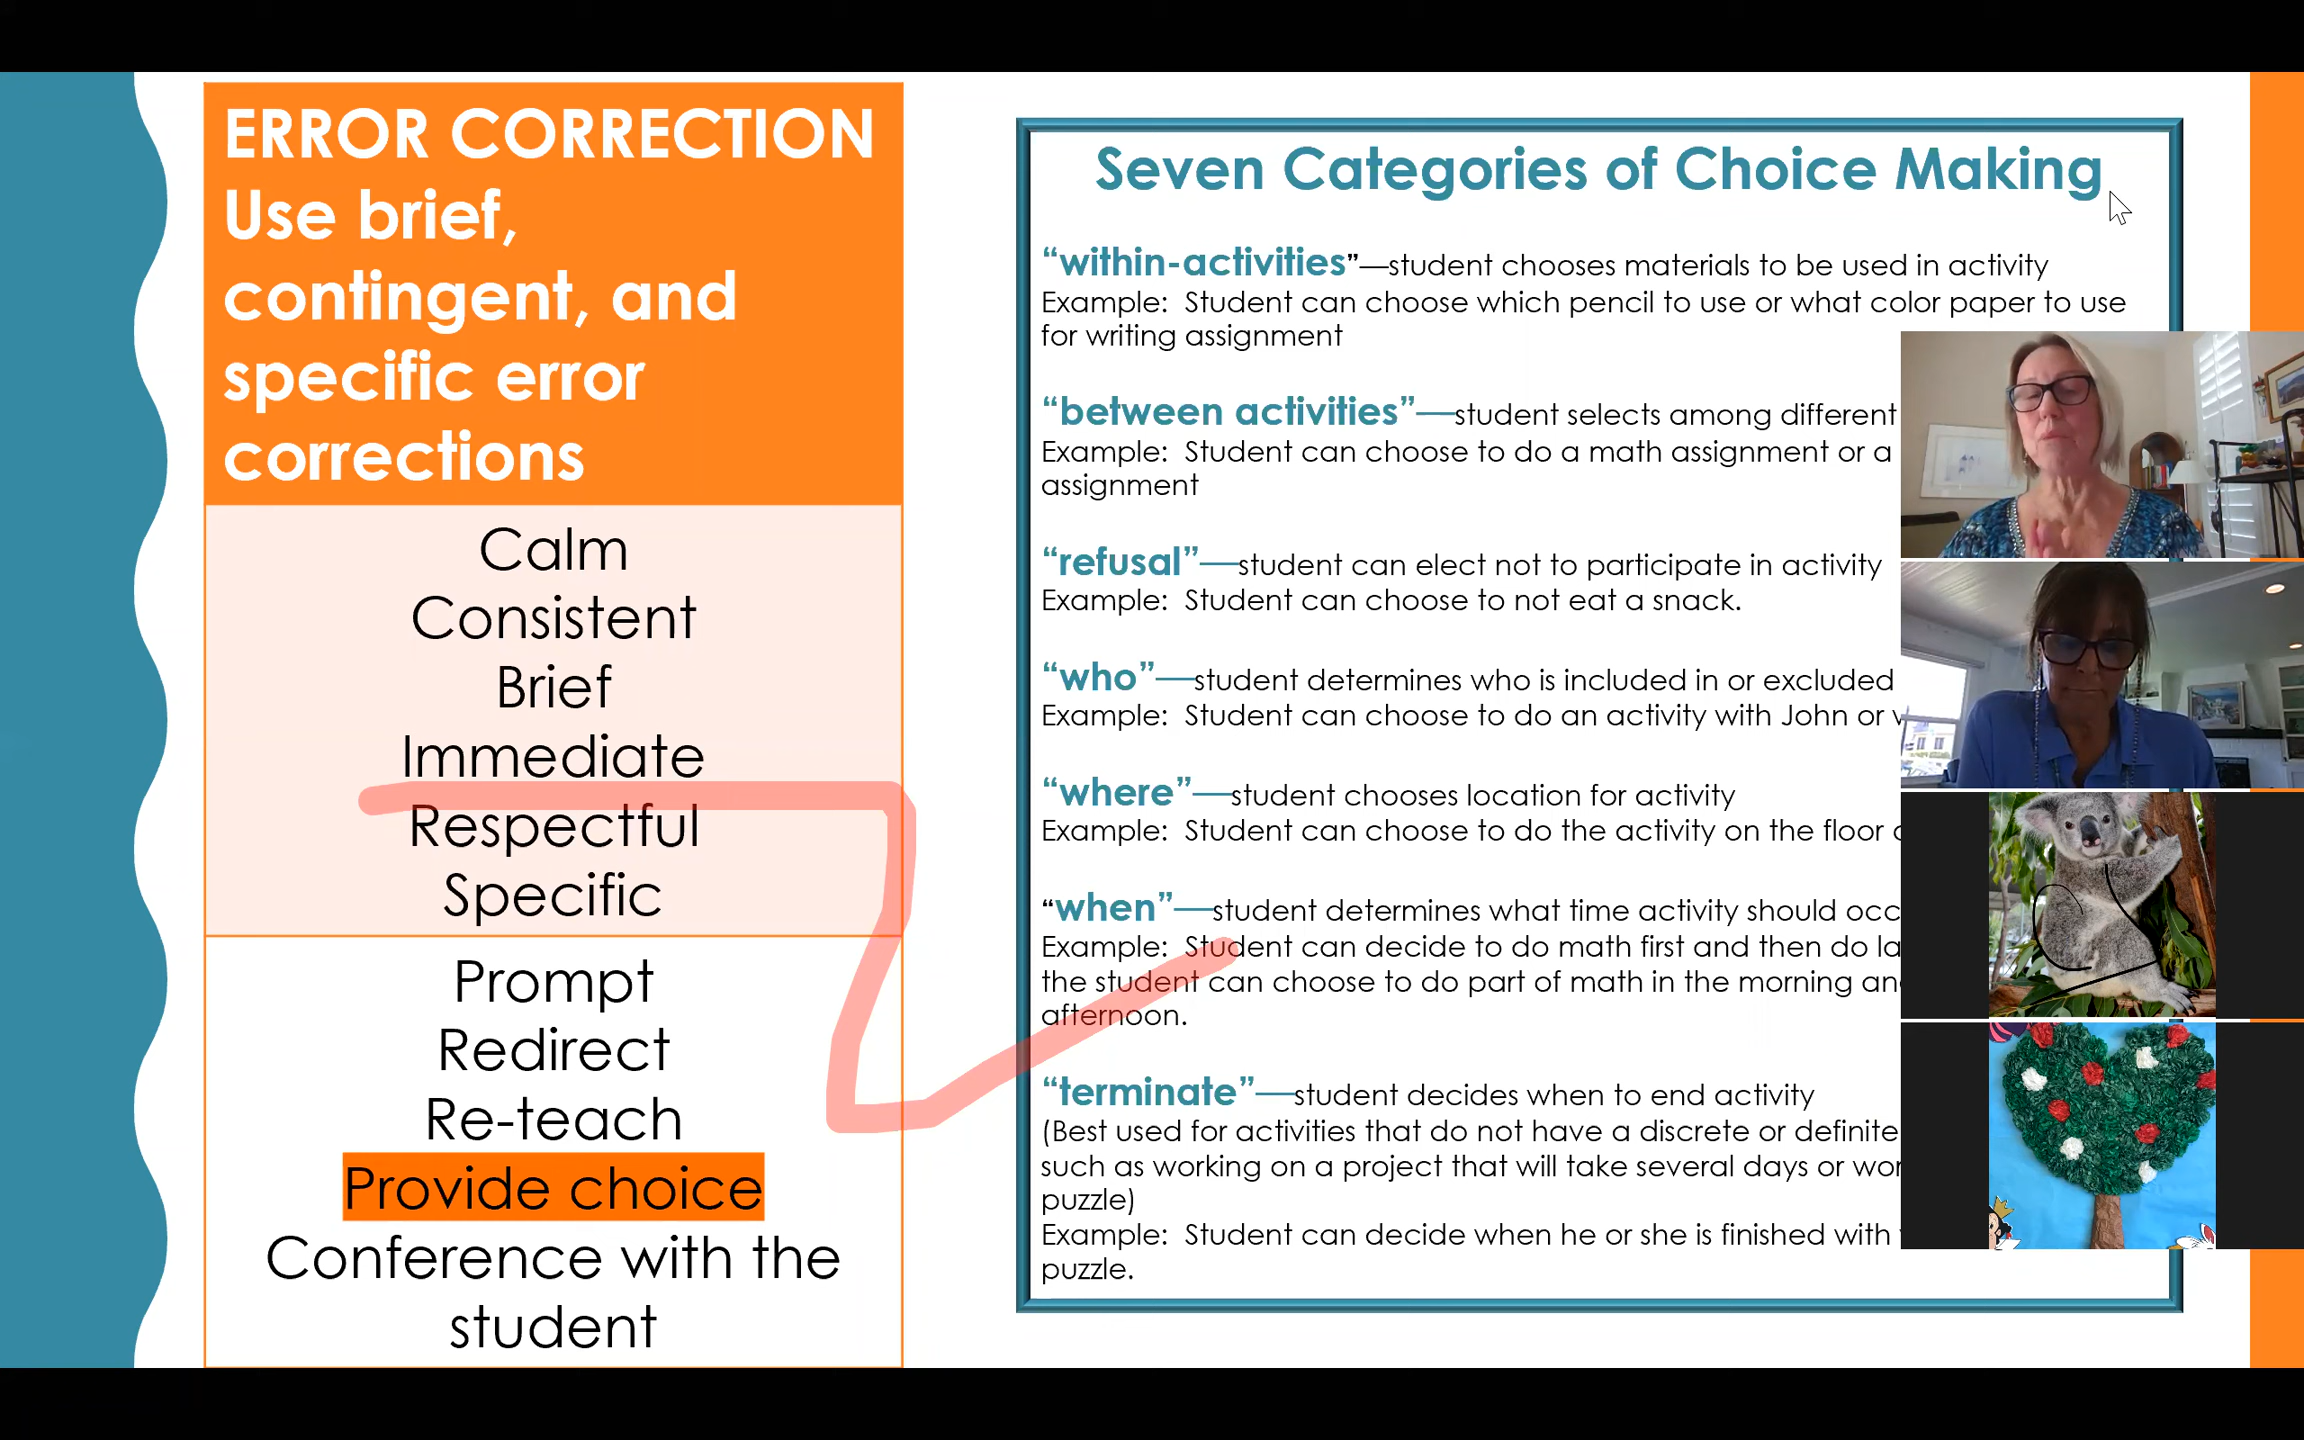 ERROR CORRECTION
Use brief,
contingent, and
specific error
corrections
Calm
Consistent
Brief
Immediate
Respectful
Specific
Prompt
Redirect
Re-teach
Provide choice
Conference with the
student
Seven Categories of Choice Making
“within-activities”—student chooses materials to be used in activity
Example: Student can choose which pencil to use or what color paper to use
for writing assignment
“between activities”—student selects among different
Example: Student can choose to do a math assignment or a
assignment
“refusal”—student can elect not to participate in activity
Example: Student can choose to not eat a snack.
“who”—student determines who is included in or excluded
Example: Student can choose to do an activity with John or
“where”—student chooses location for activity
Example: Student can choose to do the activity on the floor
“when”—student determines what time activity should
Example: Student can decide to do math first and then do
the student can choose to do part of math in the morning
afternoon.
“terminate”—student decides when to end activity
(Best used for activities that do not have a discrete or definite
such as working on a project that will take several days or
puzzle)
Example: Student can decide when he or she is finished with
puzzle.